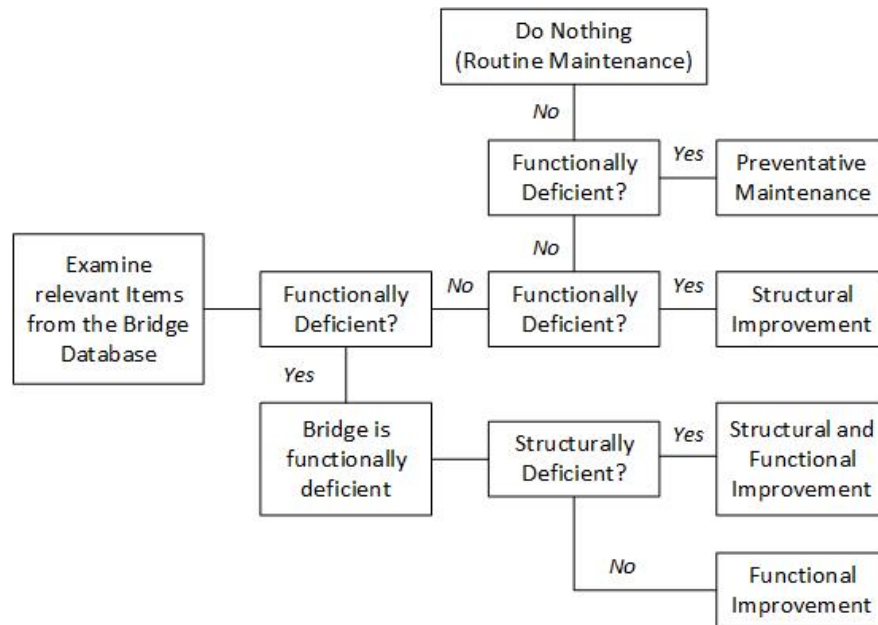 Do Nothing
(Routine Maintenance)
No
Functionally
Deficient?
Yes
Preventative
Maintenance
No
Examine
relevant Items
from the Bridge
Database
Functionally
Deficient?
No
Functionally
Deficient?
Yes
Structural
Improvement
Yes
Bridge is
functionally
deficient
Structurally
Deficient?
Yes
Structural and
Functional
Improvement
No
Functional
Improvement